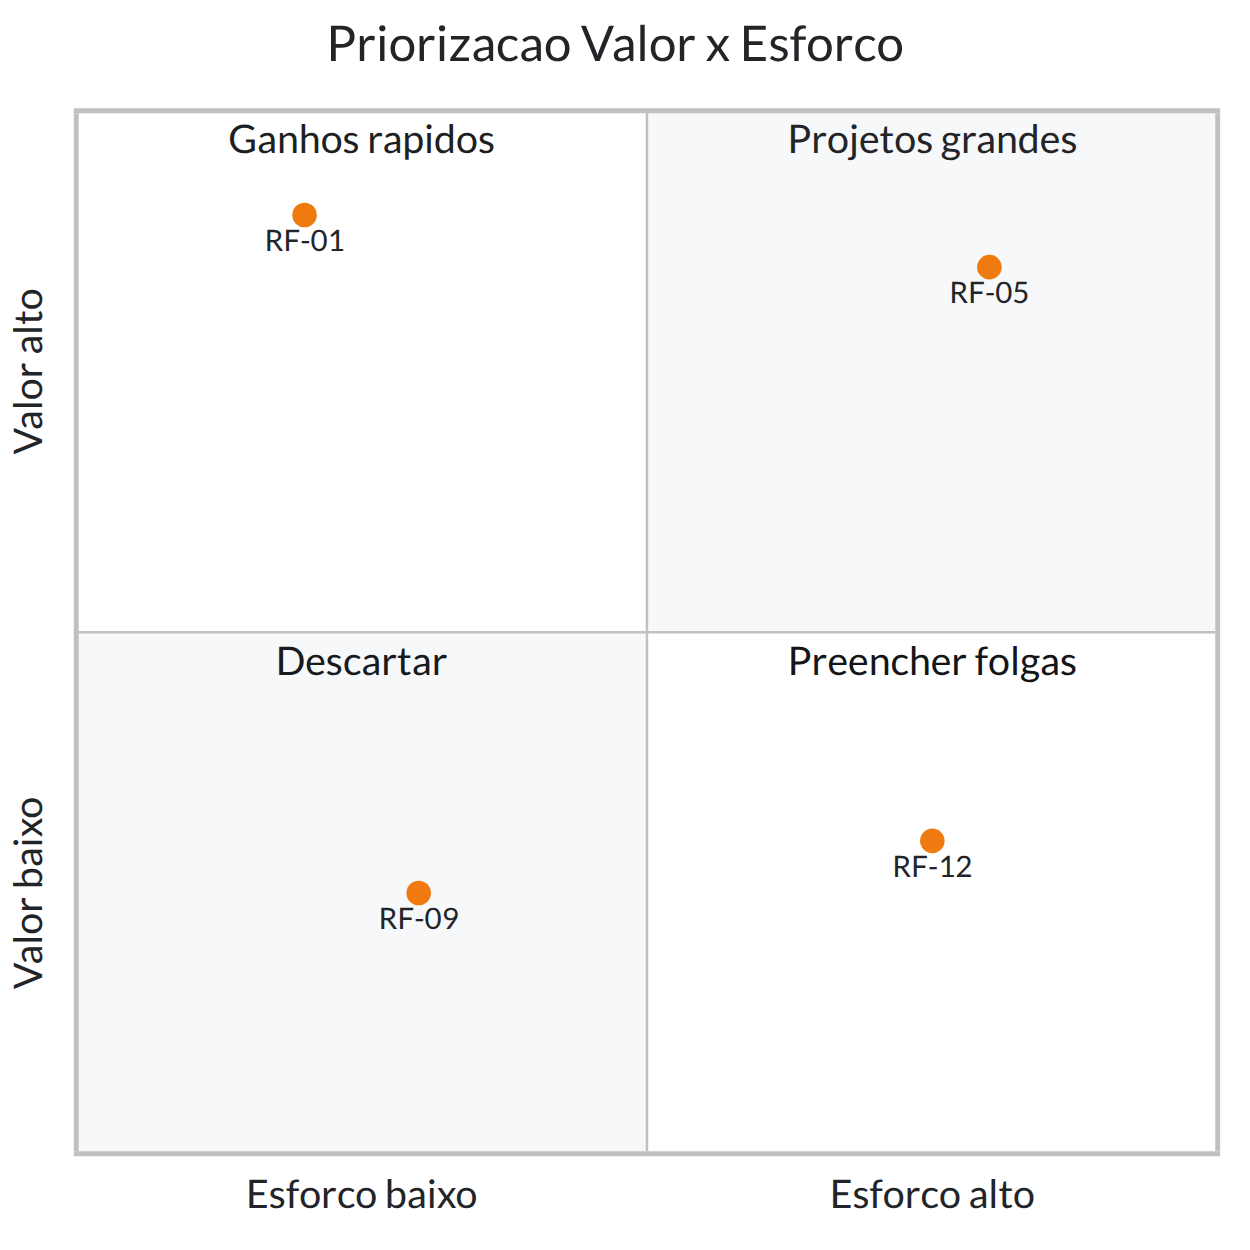 Priorizacao Valor x Esforco
Ganhos rapidos
Projetos grandes
RF-01
RF-05
Valor alto
Descartar
Preencher folgas
RF-12
RF-09
Valor baixo
Esforco baixo
Esforco alto